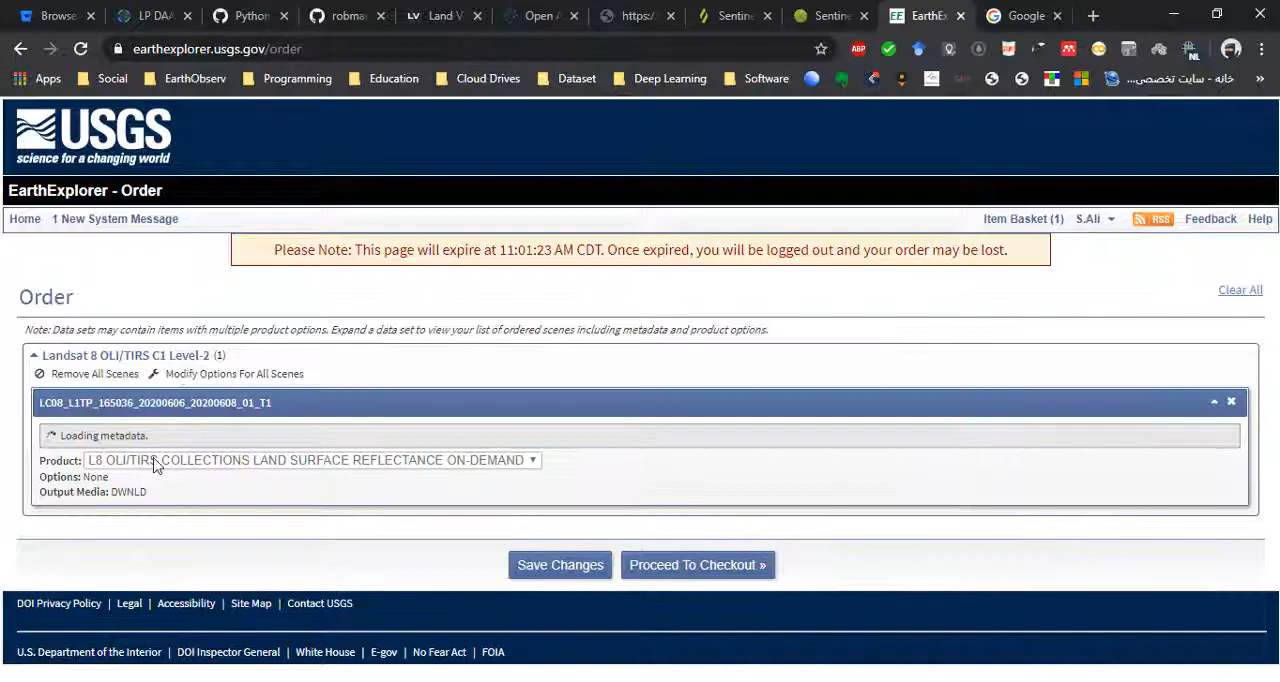 Browse
LP DAA
Python
robmar
LV Land V
Open A
https:/
Sentine
Sentine
EE EarthEx
Google
earthexplorer.usgs.gov/order
ABP
NL
Apps Social EarthObserv Programming Education Cloud Drives Dataset Deep Learning Software خانه - سایت تخصصی... »
USGS
science for a changing world
EarthExplorer - Order
Home 1 New System Message Item Basket (1) S.Ali RSS Feedback Help
Please Note: This page will expire at 11:01:23 AM CDT. Once expired, you will be logged out and your order may be lost.
Order Clear All
Note: Data sets may contain items with multiple product options. Expand a data set to view your list of ordered scenes including metadata and product options.
Landsat 8 OLI/TIRS C1 Level-2 (1)
Remove All Scenes Modify Options For All Scenes
LC08_L1TP_165036_20200606_20200608_01_T1
Loading metadata.
Product: L8 OLI/TIRS COLLECTIONS LAND SURFACE REFLECTANCE ON-DEMAND
Options: None
Output Media: DWNLD
Save Changes Proceed To Checkout »
DOI Privacy Policy | Legal | Accessibility | Site Map | Contact USGS
U.S. Department of the Interior | DOI Inspector General | White House | E-gov | No Fear Act | FOIA